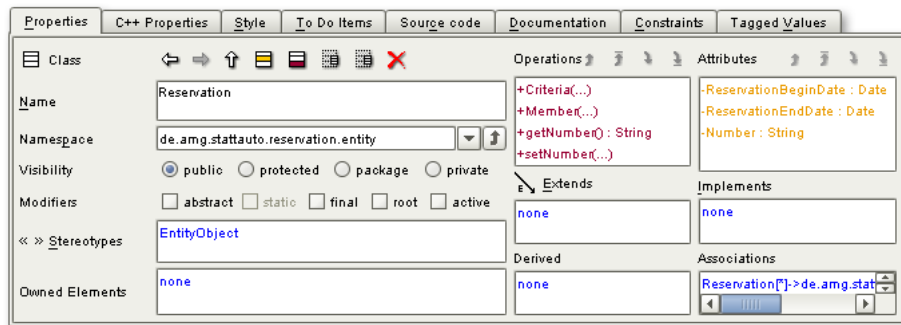 Properties C++ Properties Style To Do Items Source code Documentation Constraints Tagged Values
Class
Name
Reservation
Namespace
de.amg.stattauto.reservation.entity
Visibility
public protected package private
Modifiers
abstract static final root active
« » Stereotypes
EntityObject
Owned Elements
none
Operations
+Criteria(...)
+Member(...)
+getNumber() : String
+setNumber(...)
Attributes
-ReservationBeginDate : Date
-ReservationEndDate : Date
-Number : String
E Extends
none
Implements
none
Derived
none
Associations
Reservation[*]->de.amg.stat